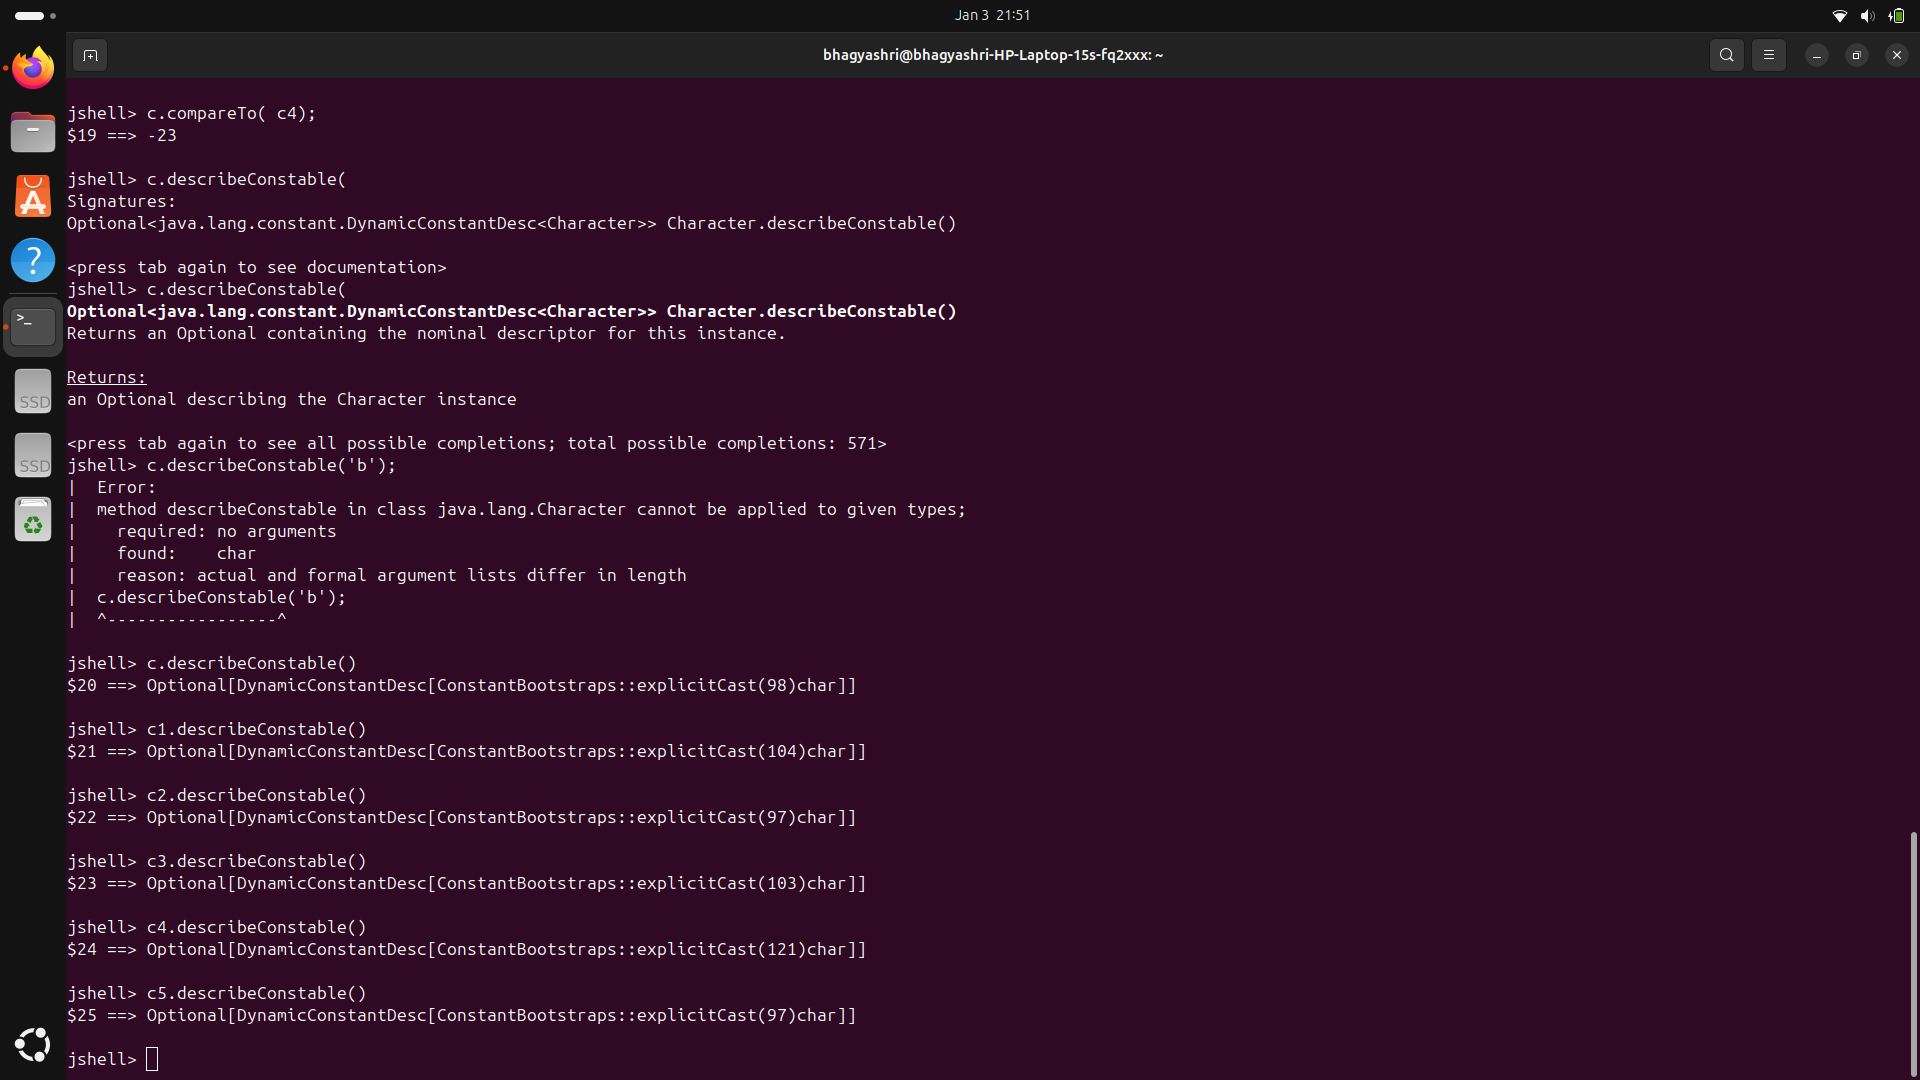 Jan 3 21:51
bhagyashri@bhagyashri-HP-Laptop-15s-fq2xxx: ~
jshell> c.compareTo( c4);
$19 ==> -23
jshell> c.describeConstable(
Signatures:
Optional<java.lang.constant.DynamicConstantDesc<Character>> Character.describeConstable()
<press tab again to see documentation>
jshell> c.describeConstable(
Optional<java.lang.constant.DynamicConstantDesc<Character>> Character.describeConstable()
Returns an Optional containing the nominal descriptor for this instance.
Returns:
an Optional describing the Character instance
<press tab again to see all possible completions; total possible completions: 571>
jshell> c.describeConstable('b');
|  Error:
|  method describeConstable in class java.lang.Character cannot be applied to given types;
|    required: no arguments
|    found:    char
|    reason: actual and formal argument lists differ in length
|  c.describeConstable('b');
|  ^-----------------^
jshell> c.describeConstable()
$20 ==> Optional[DynamicConstantDesc[ConstantBootstraps::explicitCast(98)char]]
jshell> c1.describeConstable()
$21 ==> Optional[DynamicConstantDesc[ConstantBootstraps::explicitCast(104)char]]
jshell> c2.describeConstable()
$22 ==> Optional[DynamicConstantDesc[ConstantBootstraps::explicitCast(97)char]]
jshell> c3.describeConstable()
$23 ==> Optional[DynamicConstantDesc[ConstantBootstraps::explicitCast(103)char]]
jshell> c4.describeConstable()
$24 ==> Optional[DynamicConstantDesc[ConstantBootstraps::explicitCast(121)char]]
jshell> c5.describeConstable()
$25 ==> Optional[DynamicConstantDesc[ConstantBootstraps::explicitCast(97)char]]
jshell>
SSD
SSD